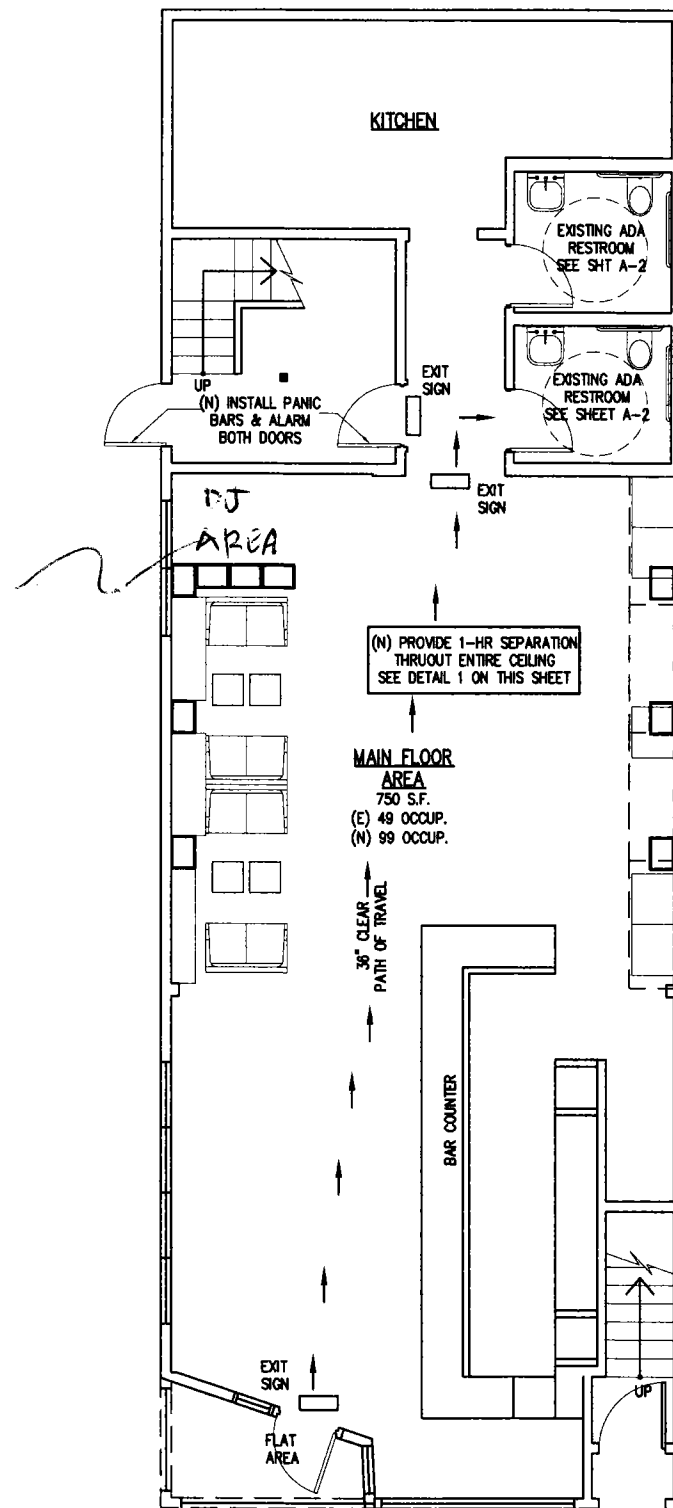 KITCHEN
EXISTING ADA
RESTROOM
SEE SHT A-2
EXIT
SIGN
EXISTING ADA
RESTROOM
SEE SHEET A-2
UP
(N) INSTALL PANIC
BARS & ALARM
BOTH DOORS
EXIT
SIGN
DJ
AREA
(N) PROVIDE 1-HR SEPARATION
THRUOUT ENTIRE CEILING
SEE DETAIL 1 ON THIS SHEET
MAIN FLOOR
AREA
750 S.F.
(E) 49 OCCUP.
(N) 99 OCCUP.
36" CLEAR
PATH OF TRAVEL
BAR COUNTER
EXIT
SIGN
UP
FLAT
AREA